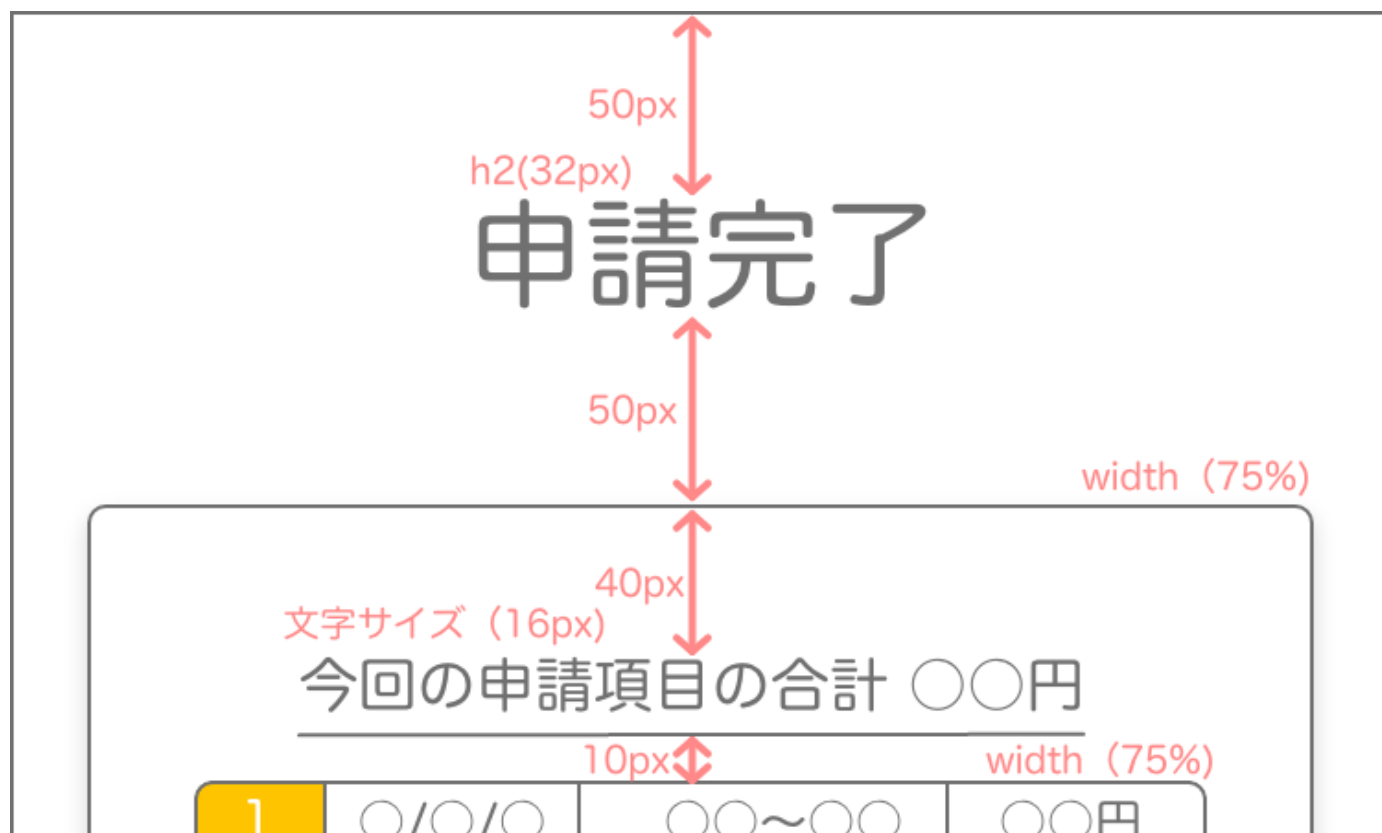 50px
h2(32px)
申請完了
50px
width（75%)
40px
文字サイズ（16px)
今回の申請項目の合計 〇〇円
10px
width（75%)
1 〇/〇/〇 〇〇～〇〇 〇〇円